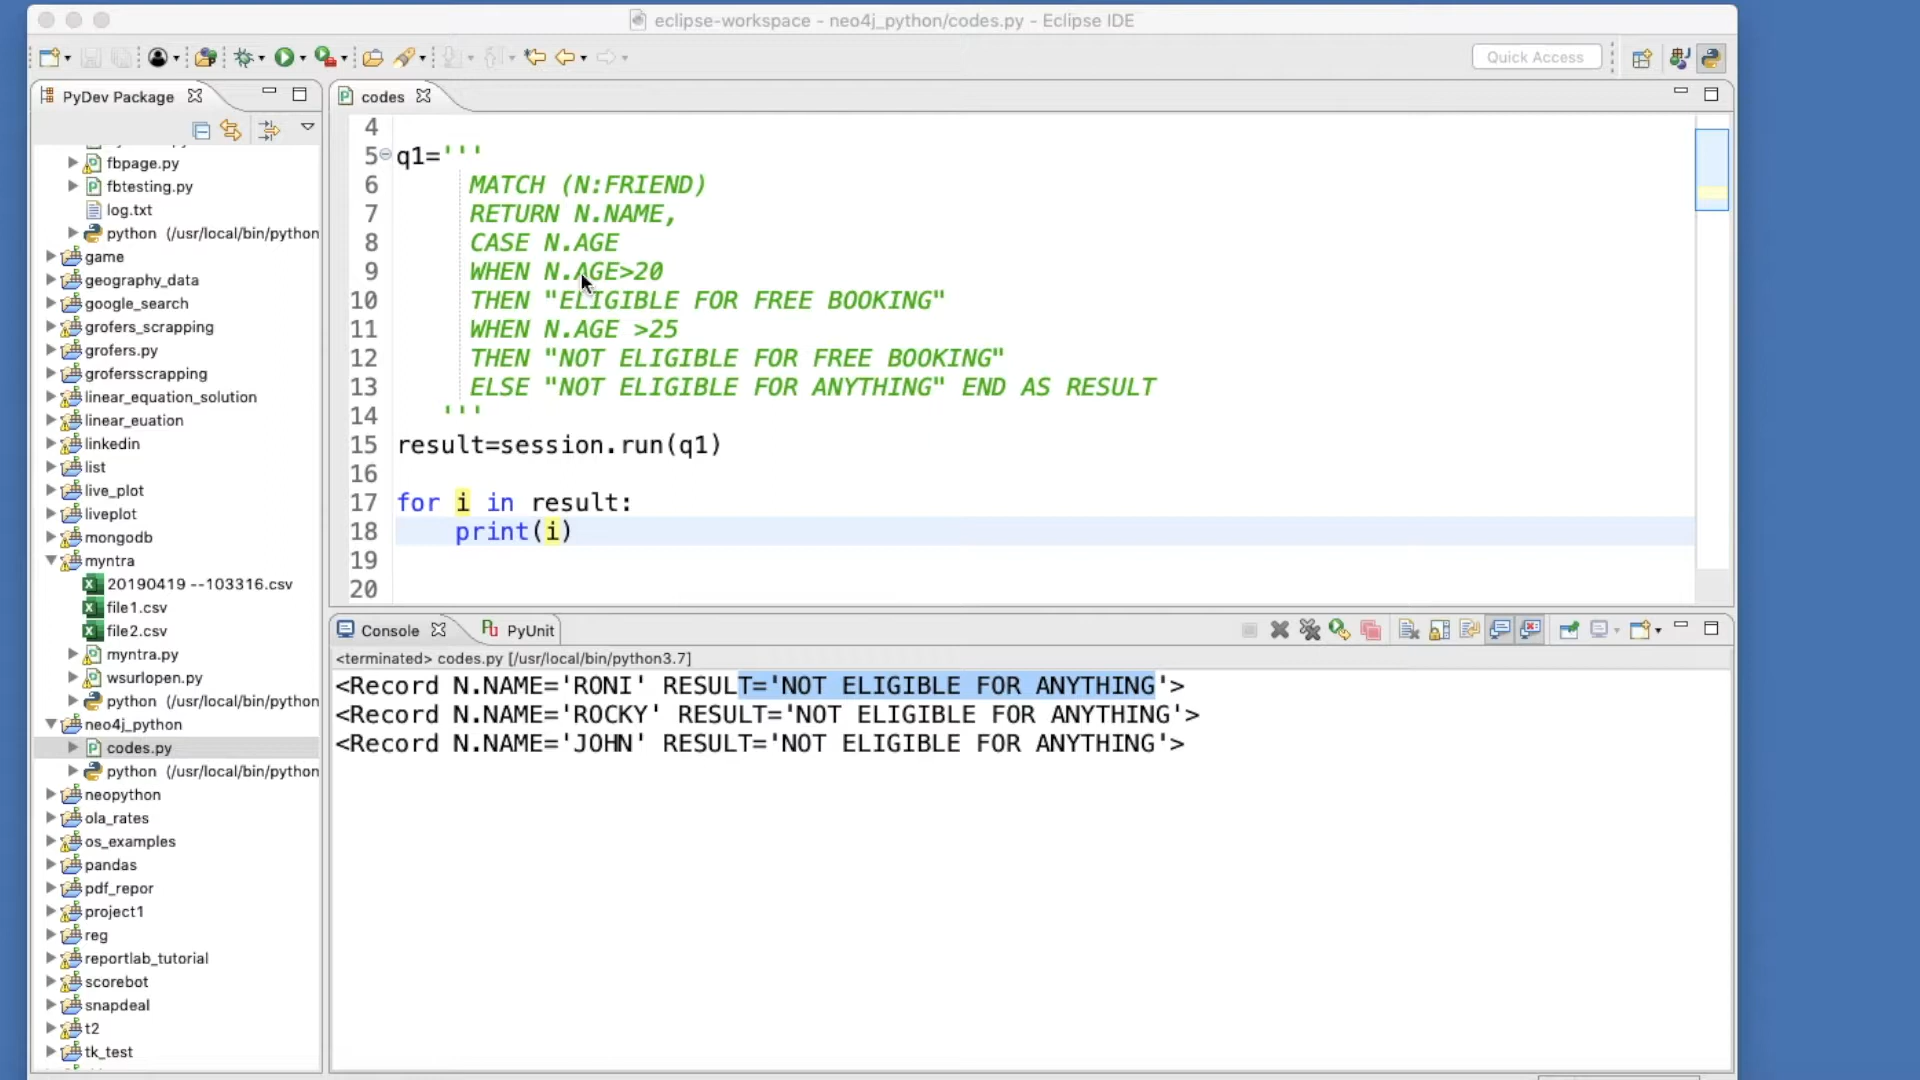 eclipse-workspace - neo4j_python/codes.py - Eclipse IDE
Quick Access
PyDev Package
fbpage.py
fbtesting.py
log.txt
python (/usr/local/bin/python
game
geography_data
google_search
grofers_scrapping
grofers.py
grofersscrapping
linear_equation_solution
linear_euation
linkedin
list
live_plot
liveplot
mongodb
myntra
20190419 --103316.csv
file1.csv
file2.csv
myntra.py
wsurlopen.py
python (/usr/local/bin/python
neo4j_python
codes.py
python (/usr/local/bin/python
neopython
ola_rates
os_examples
pandas
pdf_repor
project1
reg
reportlab_tutorial
scorebot
snapdeal
t2
tk_test
codes
4
5 q1='''
6 MATCH (N:FRIEND)
7 RETURN N.NAME,
8 CASE N.AGE
9 WHEN N.AGE>20
10 THEN "ELIGIBLE FOR FREE BOOKING"
11 WHEN N.AGE >25
12 THEN "NOT ELIGIBLE FOR FREE BOOKING"
13 ELSE "NOT ELIGIBLE FOR ANYTHING" END AS RESULT
14 '''
15 result=session.run(q1)
16
17 for i in result:
18 print(i)
19
20
Console
PyUnit
<terminated> codes.py [/usr/local/bin/python3.7]
<Record N.NAME='RONI' RESULT='NOT ELIGIBLE FOR ANYTHING'>
<Record N.NAME='ROCKY' RESULT='NOT ELIGIBLE FOR ANYTHING'>
<Record N.NAME='JOHN' RESULT='NOT ELIGIBLE FOR ANYTHING'>